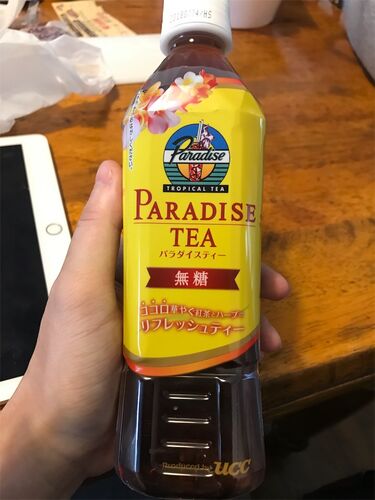 Paradise
TROPICAL TEA
PARADISE
TEA
パラダイスティー
無糖
ココロ華やぐ紅茶とハーブの
リフレッシュティー
Produced by UCC